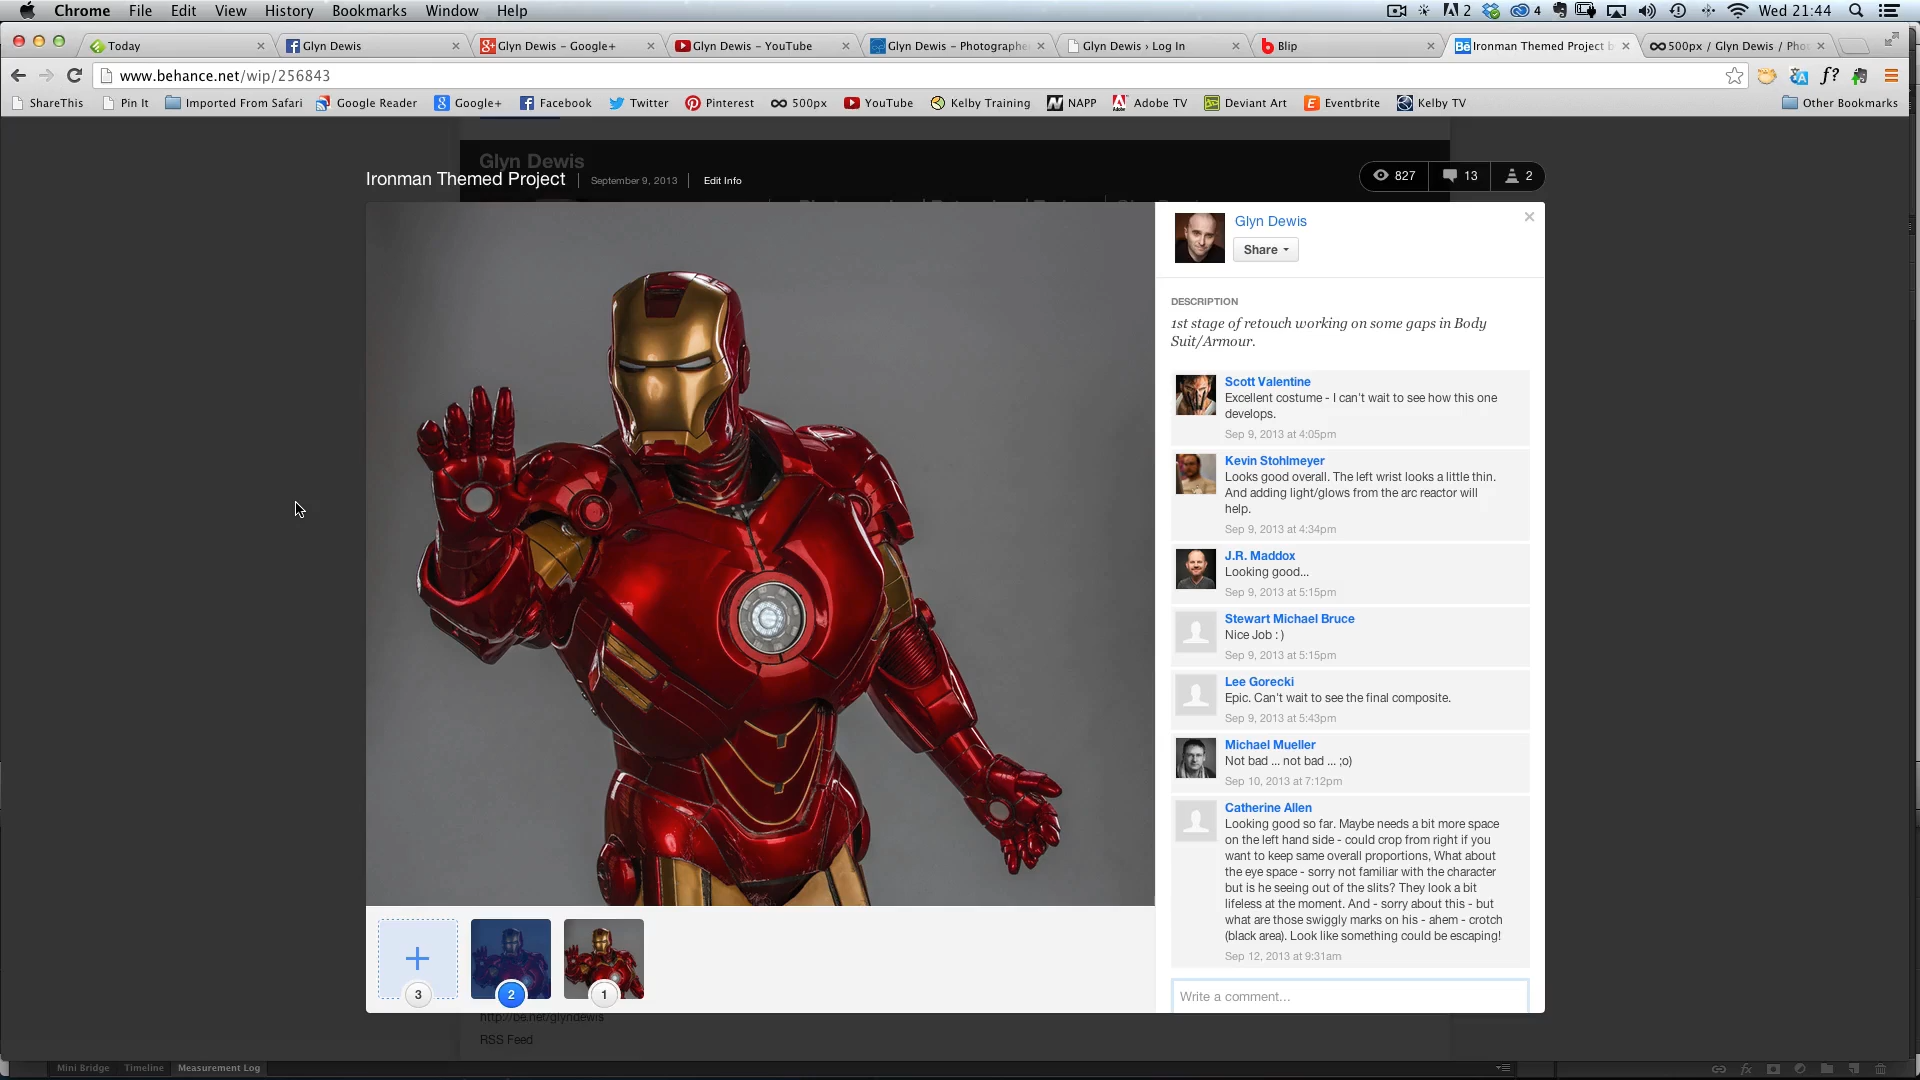 Chrome File Edit View History Bookmarks Window Help 2 4 Wed 21:44
Today Glyn Dewis Glyn Dewis - Google+ Glyn Dewis - YouTube Glyn Dewis - Photographe Glyn Dewis › Log In Blip Ironman Themed Project b 500px / Glyn Dewis / Pho
www.behance.net/wip/256843
ShareThis Pin It Imported From Safari Google Reader Google+ Facebook Twitter Pinterest 500px YouTube Kelby Training NAPP Adobe TV Deviant Art Eventbrite Kelby TV Other Bookmarks
Glyn Dewis
Ironman Themed Project September 9, 2013 Edit Info 827 13 2
Glyn Dewis
Share
DESCRIPTION
1st stage of retouch working on some gaps in Body
Suit/Armour.
Scott Valentine
Excellent costume - I can't wait to see how this one
develops.
Sep 9, 2013 at 4:05pm
Kevin Stohlmeyer
Looks good overall. The left wrist looks a little thin.
And adding light/glows from the arc reactor will
help.
Sep 9, 2013 at 4:34pm
J.R. Maddox
Looking good...
Sep 9, 2013 at 5:15pm
Stewart Michael Bruce
Nice Job : )
Sep 9, 2013 at 5:15pm
Lee Gorecki
Epic. Can't wait to see the final composite.
Sep 9, 2013 at 5:43pm
Michael Mueller
Not bad ... not bad ... ;o)
Sep 10, 2013 at 7:12pm
Catherine Allen
Looking good so far. Maybe needs a bit more space
on the left hand side - could crop from right if you
want to keep same overall proportions, What about
the eye space - sorry not familiar with the character
but is he seeing out of the slits? They look a bit
lifeless at the moment. And - sorry about this - but
what are those swiggly marks on his - ahem - crotch
(black area). Look like something could be escaping!
Sep 12, 2013 at 9:31am
Write a comment...
3 2 1
http://be.net/glyndewis
RSS Feed
Mini Bridge Timeline Measurement Log